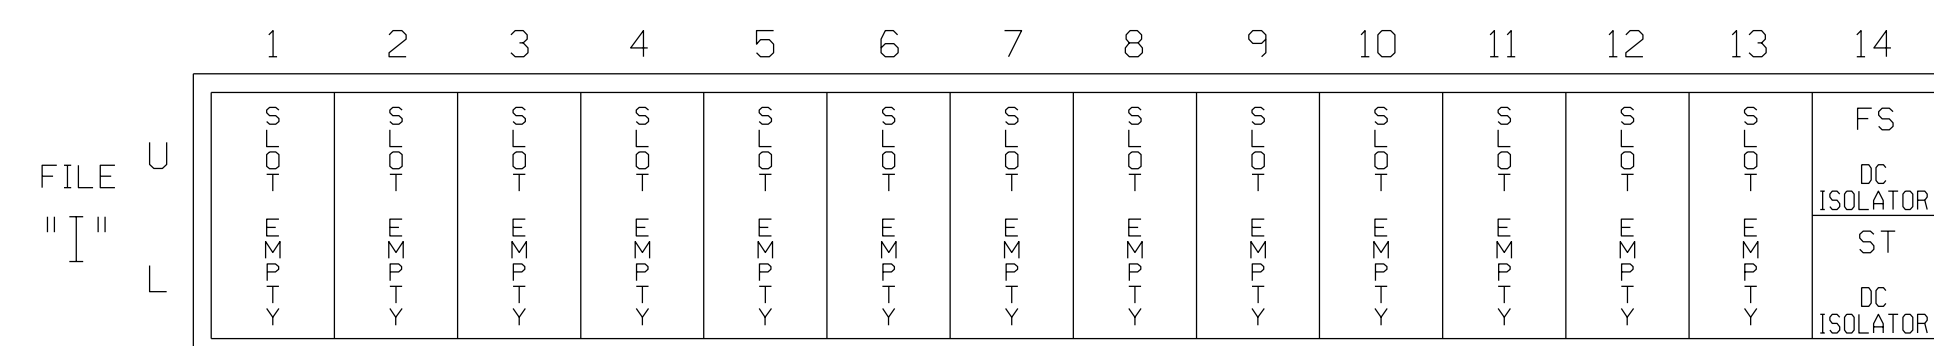 1 2 3 4 5 6 7 8 9 10 11 12 13 14
FILE
"I"
U
L
SLOT EMPTY
SLOT EMPTY
SLOT EMPTY
SLOT EMPTY
SLOT EMPTY
SLOT EMPTY
SLOT EMPTY
SLOT EMPTY
SLOT EMPTY
SLOT EMPTY
SLOT EMPTY
SLOT EMPTY
SLOT EMPTY
FS
DC
ISOLATOR
ST
DC
ISOLATOR